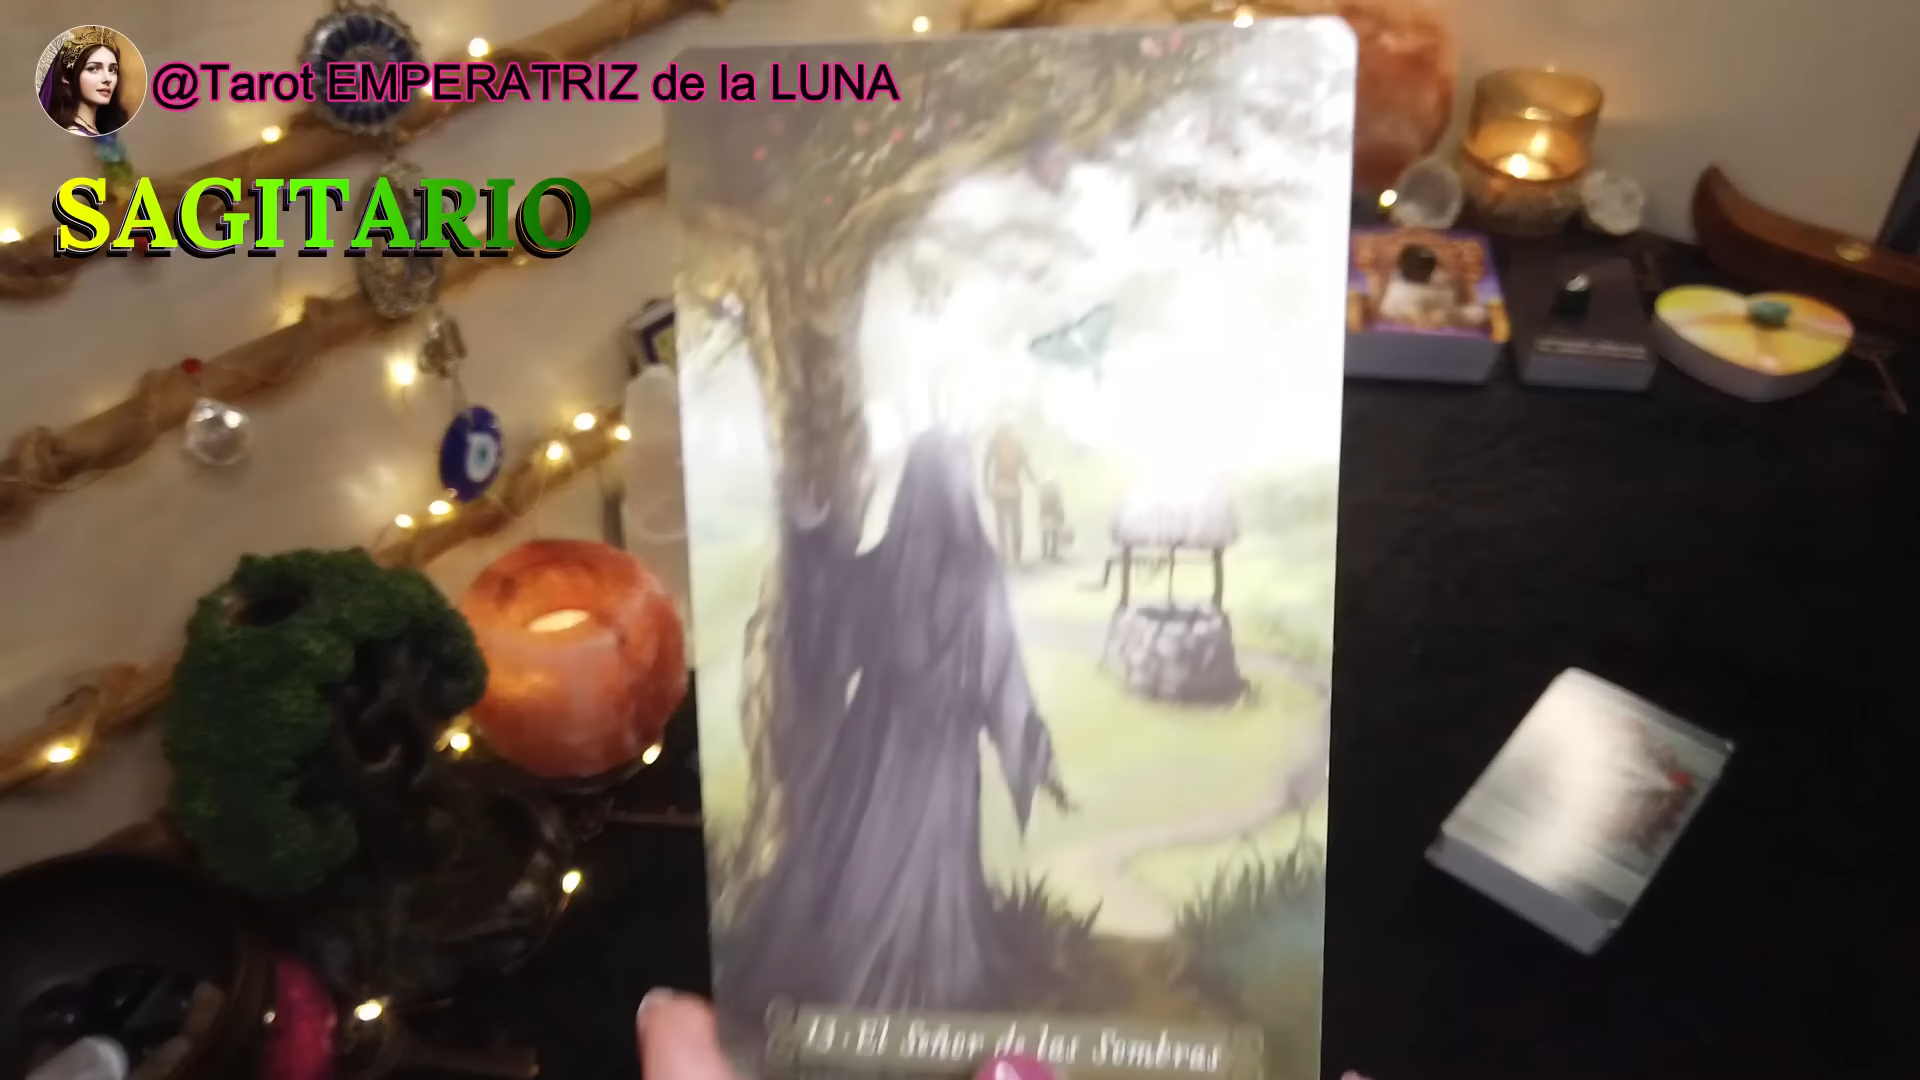 @Tarot EMPERATRIZ de la LUNA
SAGITARIO
13 · El Señor de las Sombras